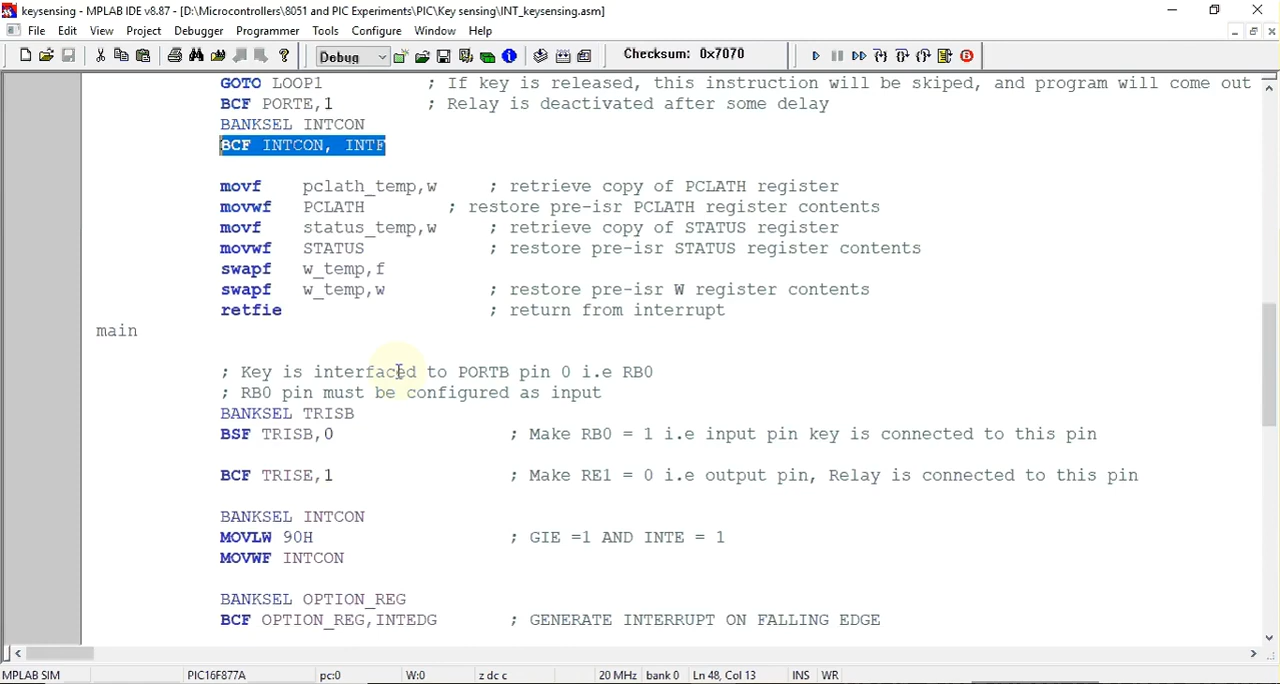 keysensing - MPLAB IDE v8.87 - [D:\Microcontrollers\8051 and PIC Experiments\PIC\Key sensing\INT_keysensing.asm]
File Edit View Project Debugger Programmer Tools Configure Window Help
Debug Checksum: 0x7070
GOTO LOOP1 ; If key is released, this instruction will be skiped, and program will come out
BCF PORTE,1 ; Relay is deactivated after some delay
BANKSEL INTCON
BCF INTCON, INTF
movf pclath_temp,w ; retrieve copy of PCLATH register
movwf PCLATH ; restore pre-isr PCLATH register contents
movf status_temp,w ; retrieve copy of STATUS register
movwf STATUS ; restore pre-isr STATUS register contents
swapf w_temp,f
swapf w_temp,w ; restore pre-isr W register contents
retfie ; return from interrupt
main
; Key is interfaced to PORTB pin 0 i.e RB0
; RB0 pin must be configured as input
BANKSEL TRISB
BSF TRISB,0 ; Make RB0 = 1 i.e input pin key is connected to this pin
BCF TRISE,1 ; Make RE1 = 0 i.e output pin, Relay is connected to this pin
BANKSEL INTCON
MOVLW 90H ; GIE =1 AND INTE = 1
MOVWF INTCON
BANKSEL OPTION_REG
BCF OPTION_REG,INTEDG ; GENERATE INTERRUPT ON FALLING EDGE
MPLAB SIM PIC16F877A pc:0 W:0 z dc c 20 MHz bank 0 Ln 48, Col 13 INS WR